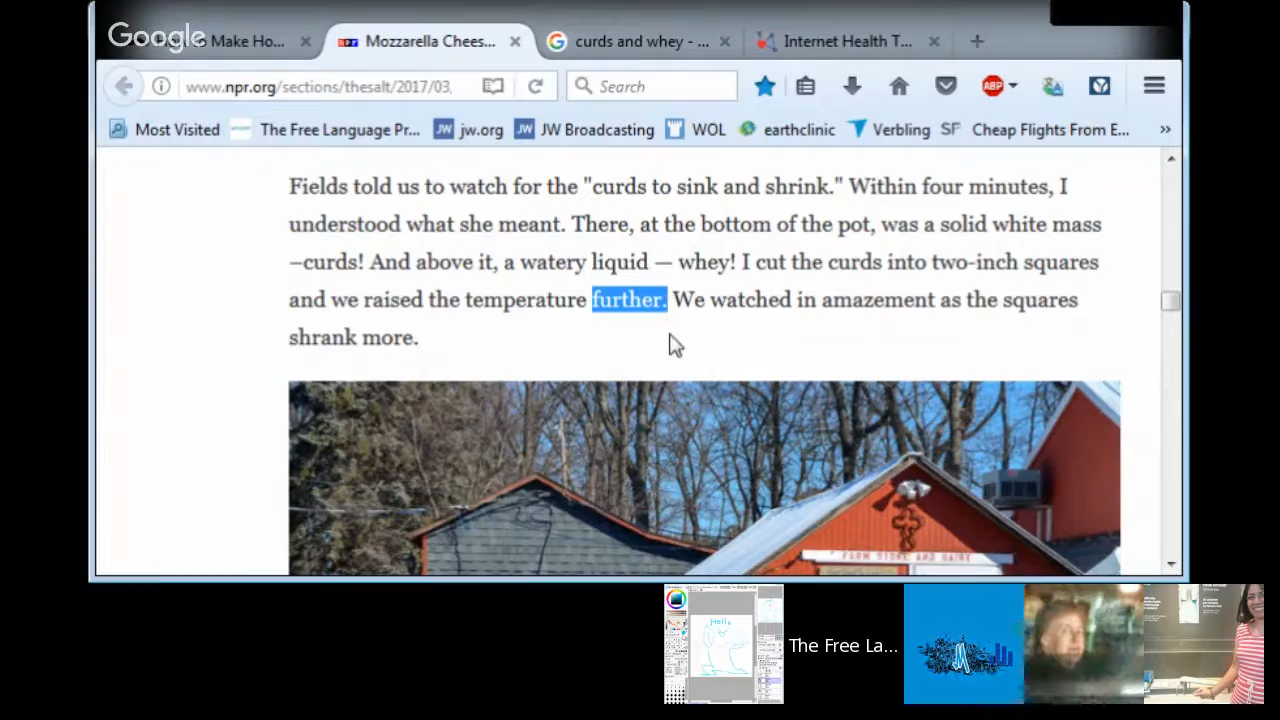 Google
Make Ho...
Mozzarella Chees...
curds and whey - ...
Internet Health T...
www.npr.org/sections/thesalt/2017/03
Search
ABP
Most Visited
The Free Language Pr...
JW jw.org
JW JW Broadcasting
WOL
earthclinic
Verbling
SF Cheap Flights From E...
Fields told us to watch for the "curds to sink and shrink." Within four minutes, I
understood what she meant. There, at the bottom of the pot, was a solid white mass
–curds! And above it, a watery liquid — whey! I cut the curds into two-inch squares
and we raised the temperature further. We watched in amazement as the squares
shrank more.
FARM STORE AND DAIRY
Hello
The Free La...